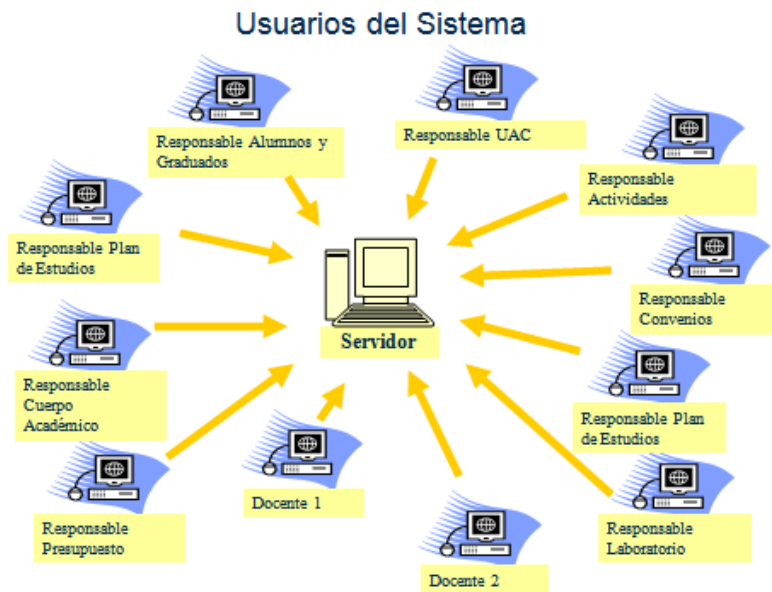 Usuarios del Sistema
Responsable Alumnos y
Graduados
Responsable UAC
Responsable
Actividades
Responsable Plan
de Estudios
Responsable
Convenios
Servidor
Responsable
Cuerpo
Académico
Responsable Plan
de Estudios
Docente 1
Responsable
Presupuesto
Responsable
Laboratorio
Docente 2